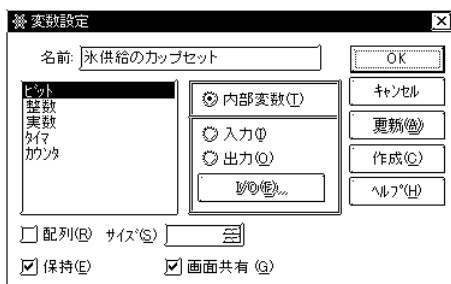 変数設定
名前: 氷供給のカップセット
OK
ビット
整数
実数
タイマ
カウンタ
内部変数(T)
入力(I)
出力(O)
I/O(F)...
キャンセル
更新(A)
作成(C)
ヘルプ(H)
配列(R) サイズ(S)
保持(E) 画面共有 (G)